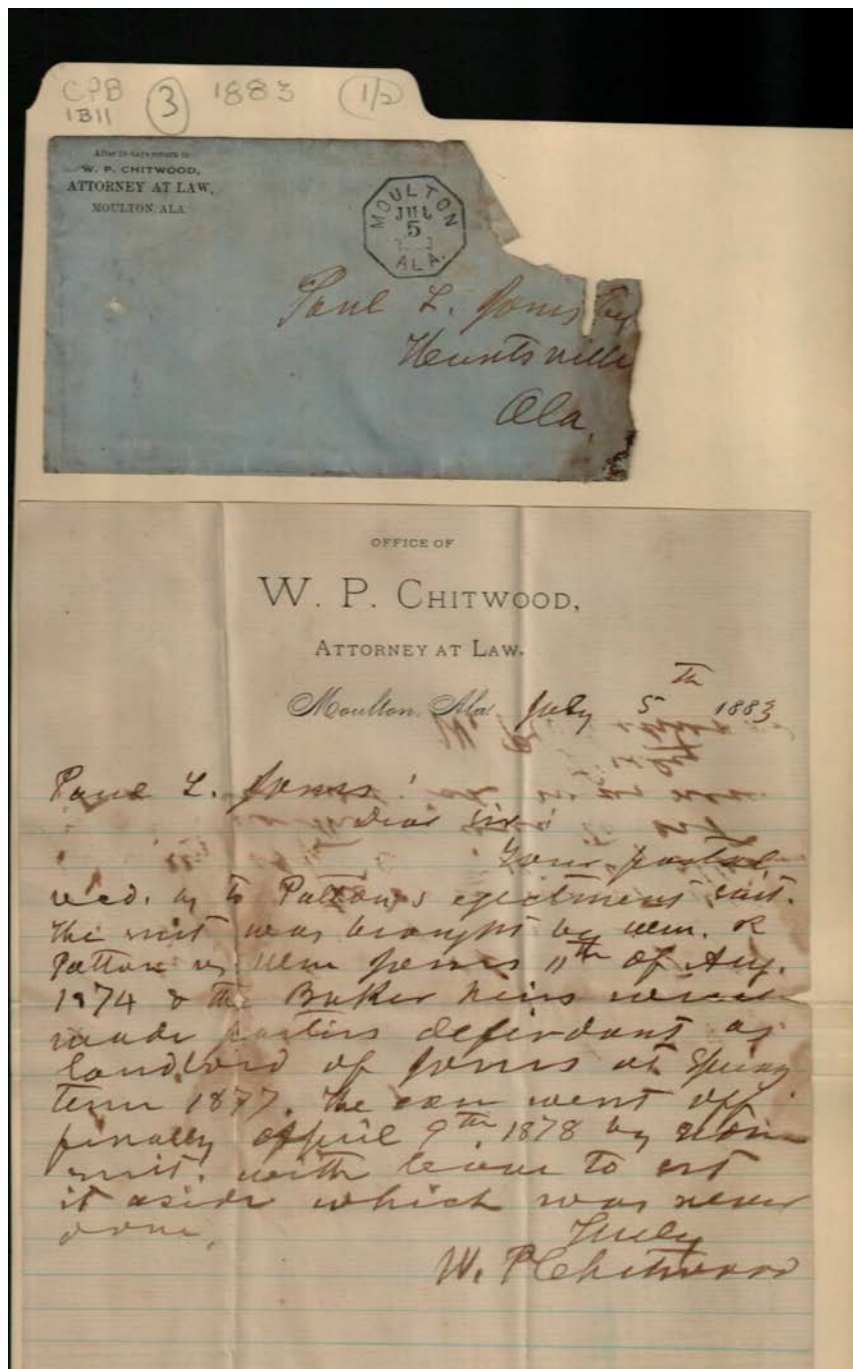 CPB 3 1883 1/2
1B11
After 10 days return to
W. P. CHITWOOD,
ATTORNEY AT LAW,
MOULTON, ALA
MOULTON
JUL
5
ALA.
Paul L. Jones
Huntsville
Ala.
OFFICE OF
W. P. CHITWOOD,
ATTORNEY AT LAW.
Moulton, Ala July 5th 1883
Paul L. Jones!
Dear Sir!
Your postal
recd. as to Patton's ejectment suit.
The suit was brought by Wm. R
Patton vs Wm Jones 11th of Aug.
1874 & the Baker heirs were
made parties defendant as
landlord of Jones at Spring
term 1877. The case went off
finally April 9th 1878 by non
suit. with leave to set
it aside which was never
done.
Truly
W. P Chitwood